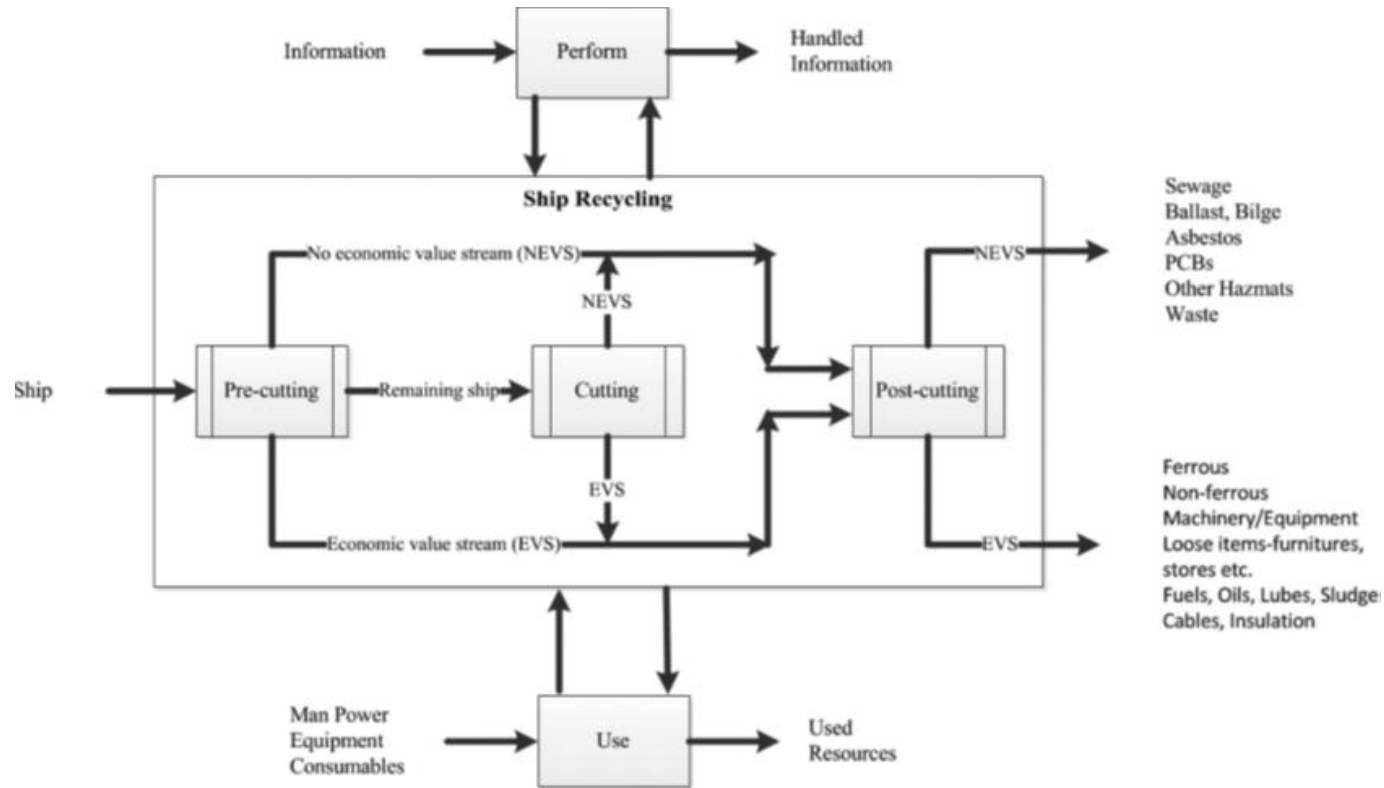 Information
Perform
Handled
Information
Ship Recycling
No economic value stream (NEVS)
NEVS
NEVS
Sewage
Ballast, Bilge
Asbestos
PCBs
Other Hazmats
Waste
Ship
Pre-cutting
Remaining ship
Cutting
Post-cutting
EVS
Economic value stream (EVS)
EVS
Ferrous
Non-ferrous
Machinery/Equipment
Loose items-furnitures,
stores etc.
Fuels, Oils, Lubes, Sludge
Cables, Insulation
Man Power
Equipment
Consumables
Use
Used
Resources